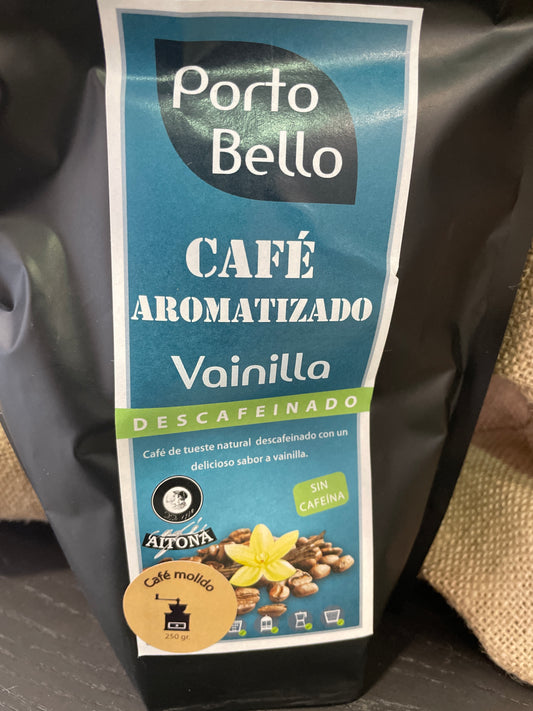 Porto
Bello
CAFÉ
AROMATIZADO
Vainilla
DESCAFEINADO
Café de tueste natural descafeinado con un
delicioso sabor a vainilla.
SIN
CAFEÍNA
AITONA
Café molido
250 gr.